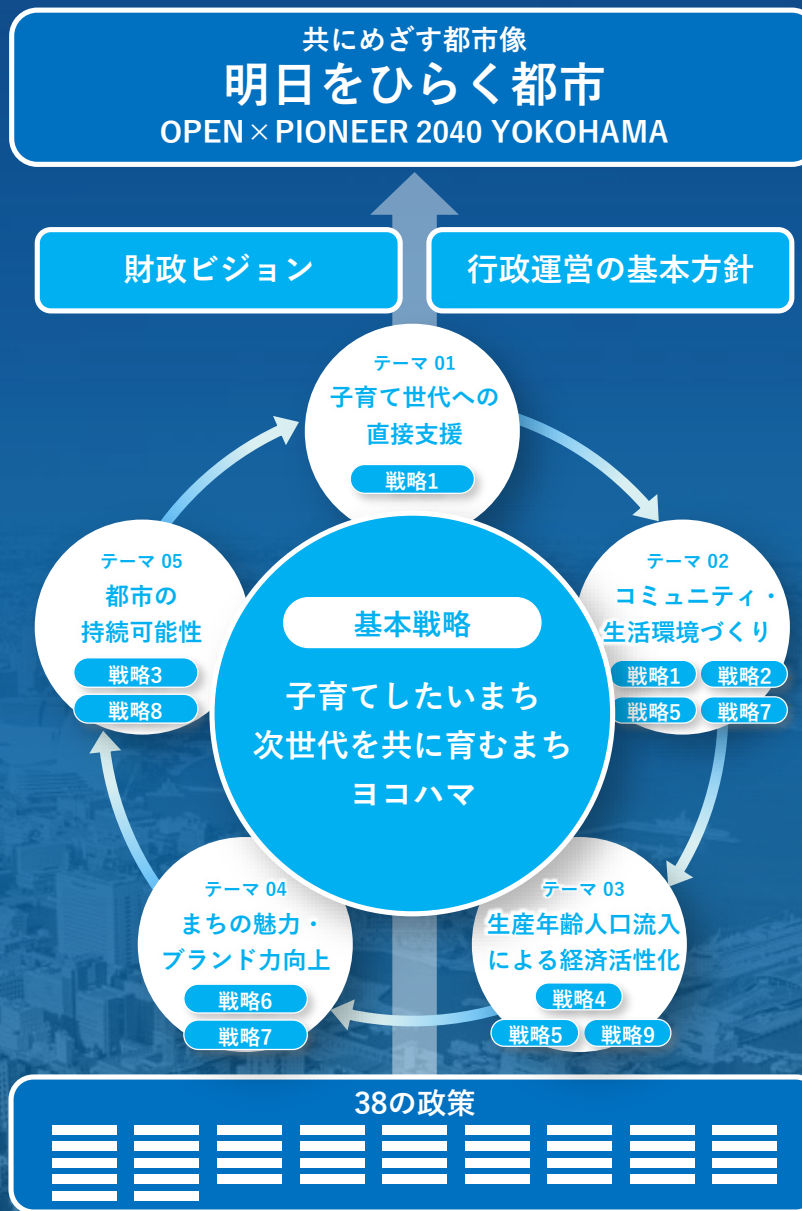 共にめざす都市像
明日をひらく都市
OPEN×PIONEER 2040 YOKOHAMA
財政ビジョン
行政運営の基本方針
テーマ 01
子育て世代への
直接支援
戦略1
テーマ 02
コミュニティ・
生活環境づくり
戦略1 戦略2
戦略5 戦略7
テーマ 05
都市の
持続可能性
戦略3
戦略8
基本戦略
子育てしたいまち
次世代を共に育むまち
ヨコハマ
テーマ 04
まちの魅力・
ブランド力向上
戦略6
戦略7
テーマ 03
生産年齢人口流入
による経済活性化
戦略4
戦略5 戦略9
38の政策